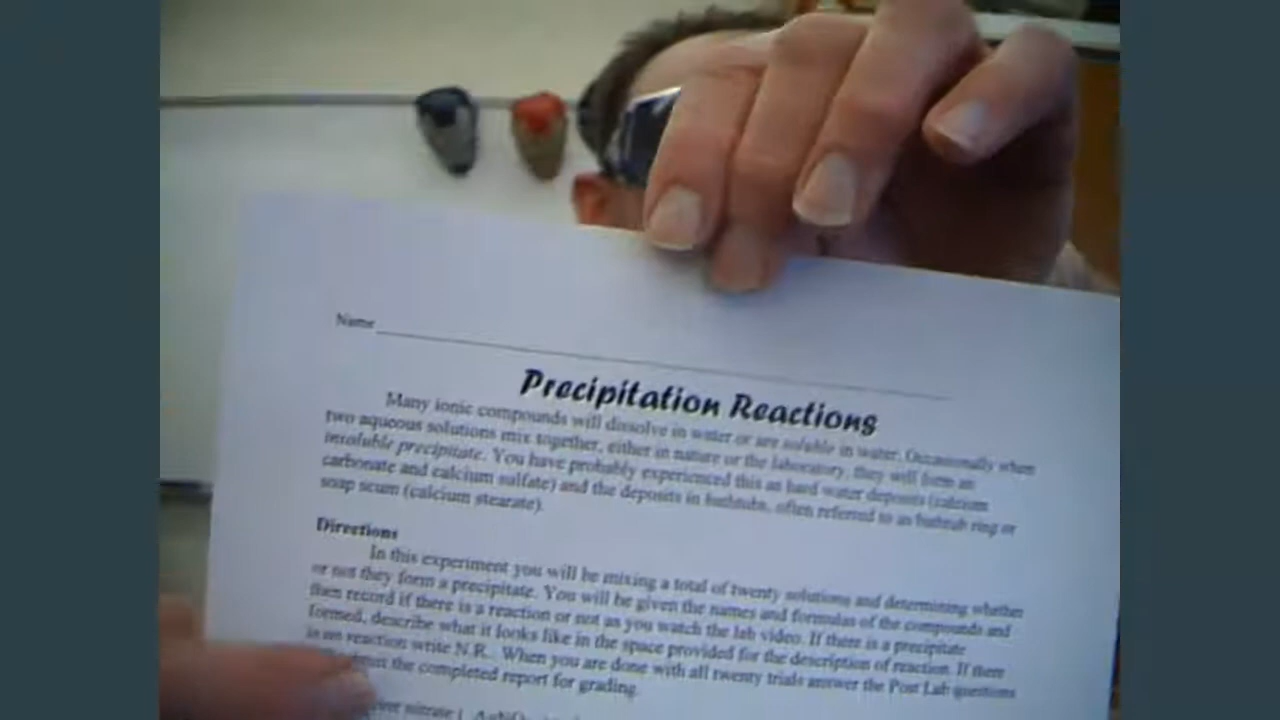 Name
Precipitation Reactions
Many ionic compounds will dissolve in water or are soluble in water. Occasionally when
two aqueous solutions mix together, either in nature or the laboratory, they will form an
insoluble precipitate. You have probably experienced this as hard water deposits (calcium
carbonate and calcium sulfate) and the deposits in bathtubs, often referred to as bathtub ring or
soap scum (calcium stearate).
Directions
In this experiment you will be mixing a total of twenty solutions and determining whether
or not they form a precipitate. You will be given the names and formulas of the compounds and
then record if there is a reaction or not as you watch the lab video. If there is a precipitate
formed, describe what it looks like in the space provided for the description of reaction. If there
is no reaction write N.R. When you are done with all twenty trials answer the Post Lab questions
the completed report for grading.
nitrate